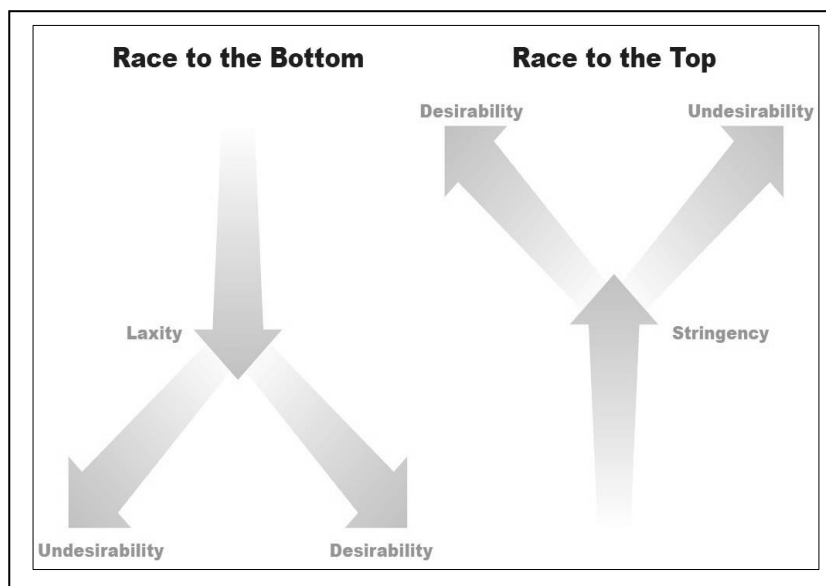 Race to the Bottom
Race to the Top
Desirability
Undesirability
Laxity
Stringency
Undesirability
Desirability